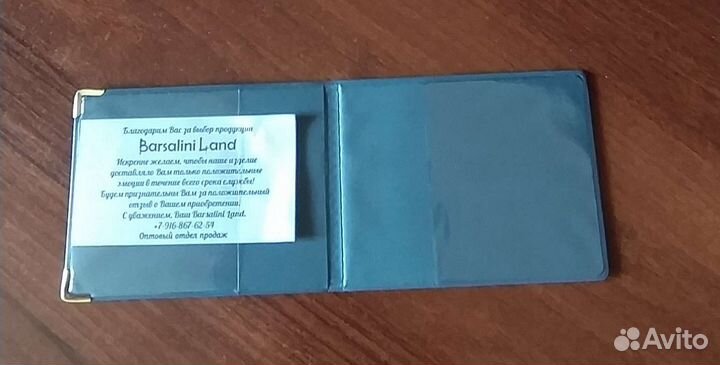 Благодарим Вас за выбор продукции
Barsalini Land
Искренне желаем, чтобы наше изделие
доставляло Вам только положительные
эмоции в течение всего срока службы!
Будем признательны Вам за положительный
отзыв о Вашем приобретении.
С уважением, Ваш Barsalini Land.
+7-916-867-62-54
Оптовый отдел продаж
Avito